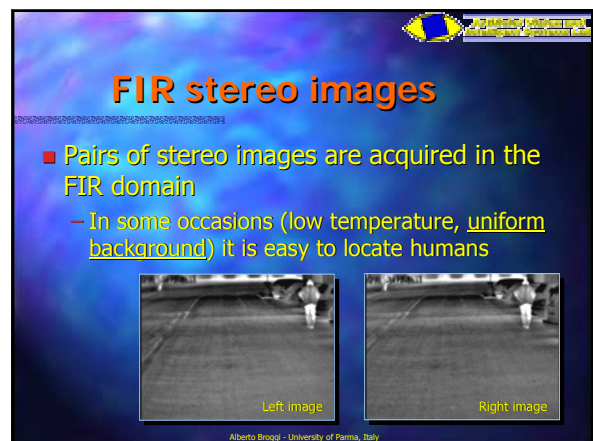 FIR stereo images
Pairs of stereo images are acquired in the
FIR domain
– In some occasions (low temperature, uniform
background) it is easy to locate humans
Left image
Right image
Alberto Broggi - University of Parma, Italy